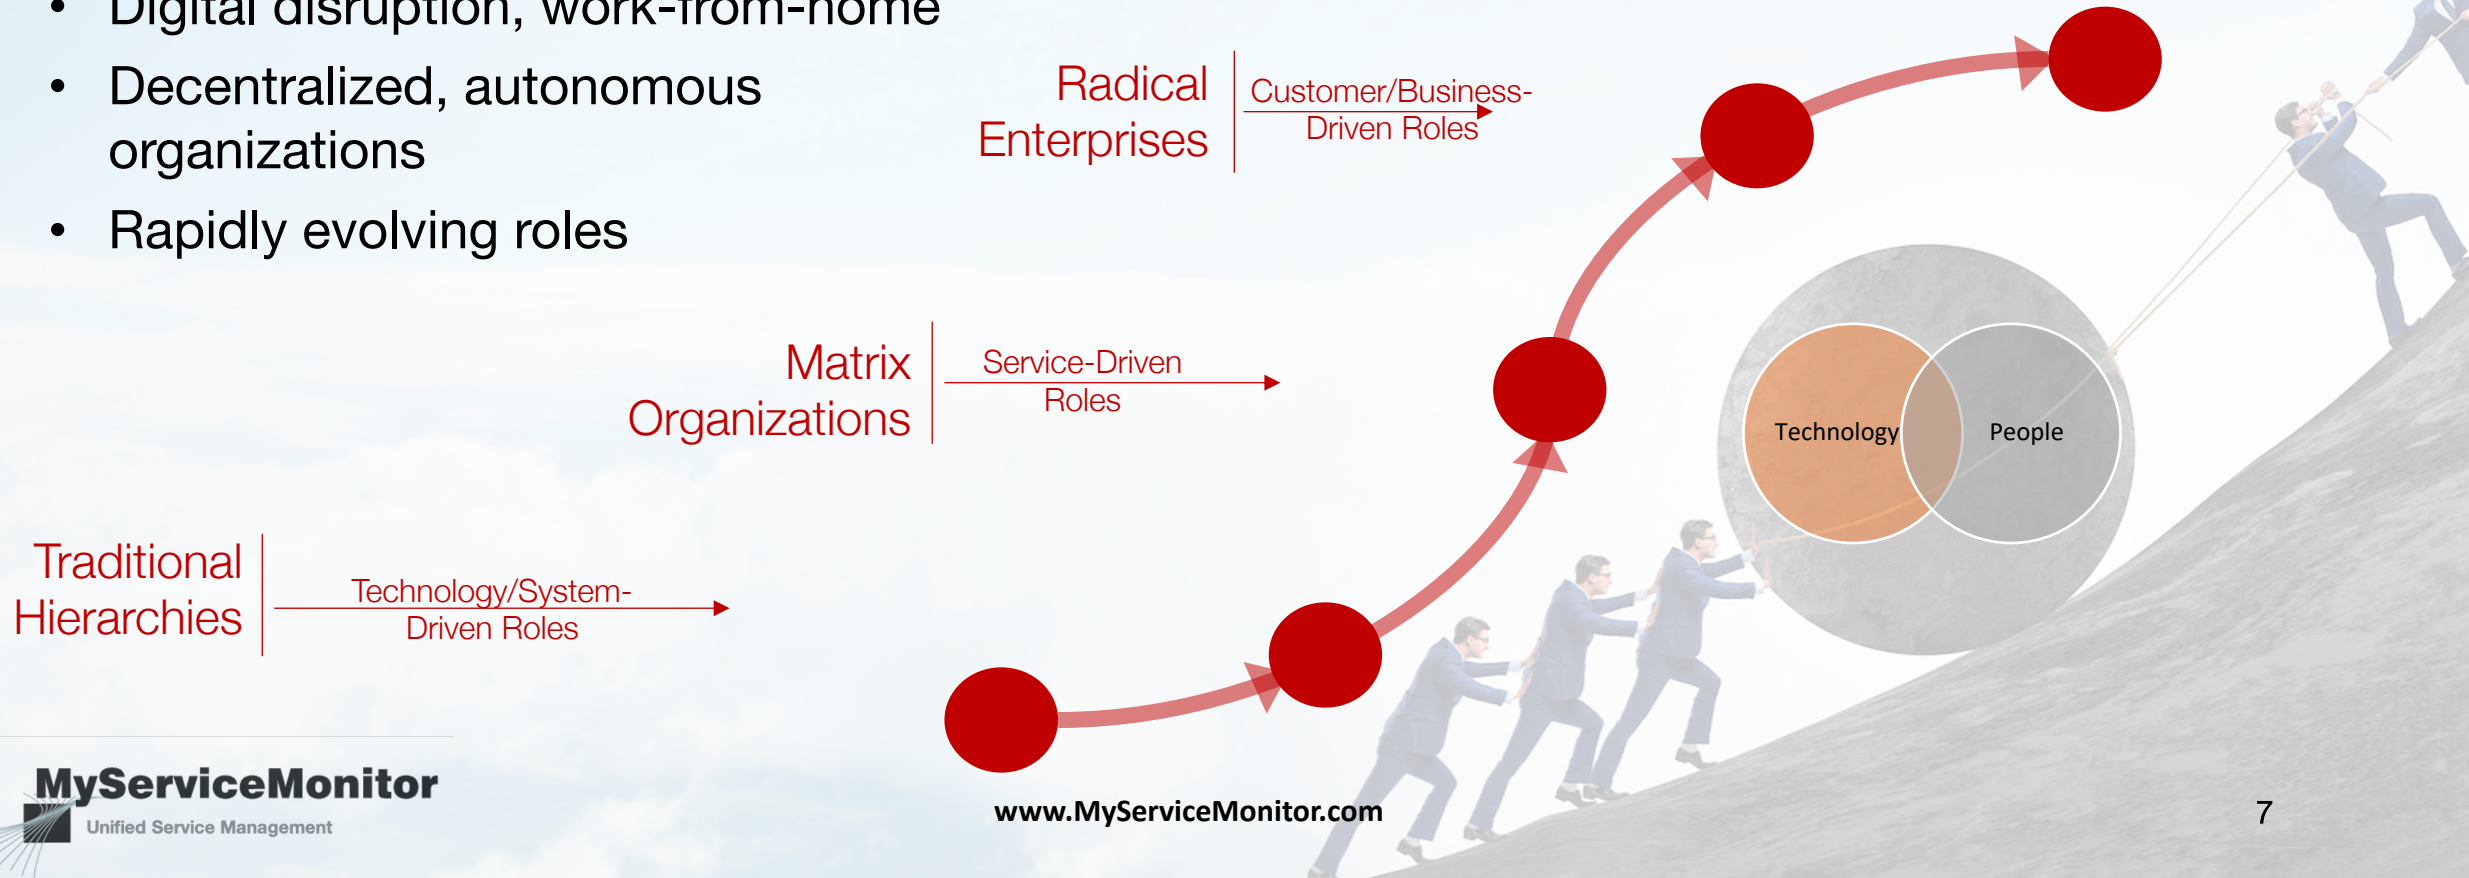 • Digital disruption, work-from-home
• Decentralized, autonomous
organizations
• Rapidly evolving roles
Radical
Enterprises
Customer/Business-
Driven Roles
Matrix
Organizations
Service-Driven
Roles
Technology
People
Traditional
Hierarchies
Technology/System-
Driven Roles
MyServiceMonitor
Unified Service Management
www.MyServiceMonitor.com
7